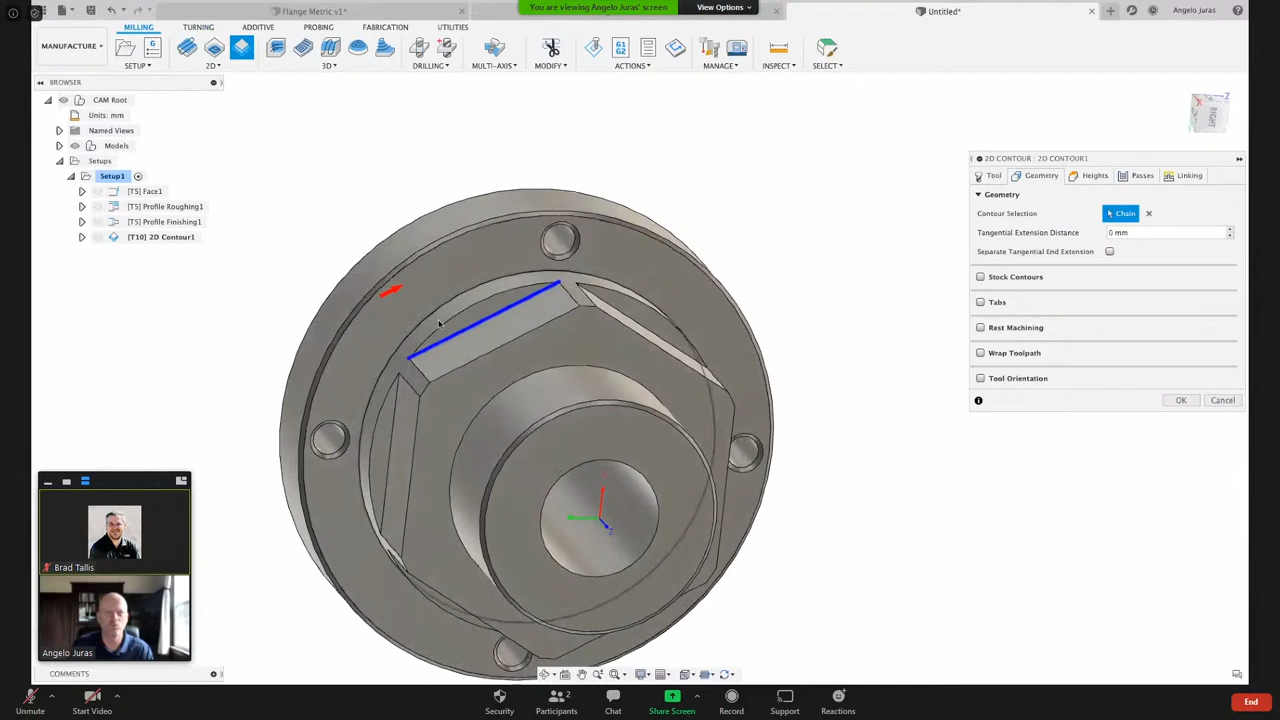 Flange Metric v1*
You are viewing Angelo Juras' screen
View Options
Untitled*
Angelo Juras
MILLING
TURNING
ADDITIVE
PROBING
FABRICATION
UTILITIES
MANUFACTURE
SETUP
2D
3D
DRILLING
MULTI-AXIS
MODIFY
ACTIONS
MANAGE
INSPECT
SELECT
G1
G2
BROWSER
CAM Root
Units: mm
Named Views
Models
Setups
Setup1
[T5] Face1
[T5] Profile Roughing1
[T5] Profile Finishing1
[T10] 2D Contour1
RIGHT
Z
2D CONTOUR : 2D CONTOUR1
Tool
Geometry
Heights
Passes
Linking
Geometry
Contour Selection
Chain
Tangential Extension Distance
0 mm
Separate Tangential End Extension
Stock Contours
Tabs
Rest Machining
Wrap Toolpath
Tool Orientation
OK
Cancel
Z
Brad Tallis
Angelo Juras
COMMENTS
Unmute
Start Video
Security
Participants
2
Chat
Share Screen
Record
Support
Reactions
End